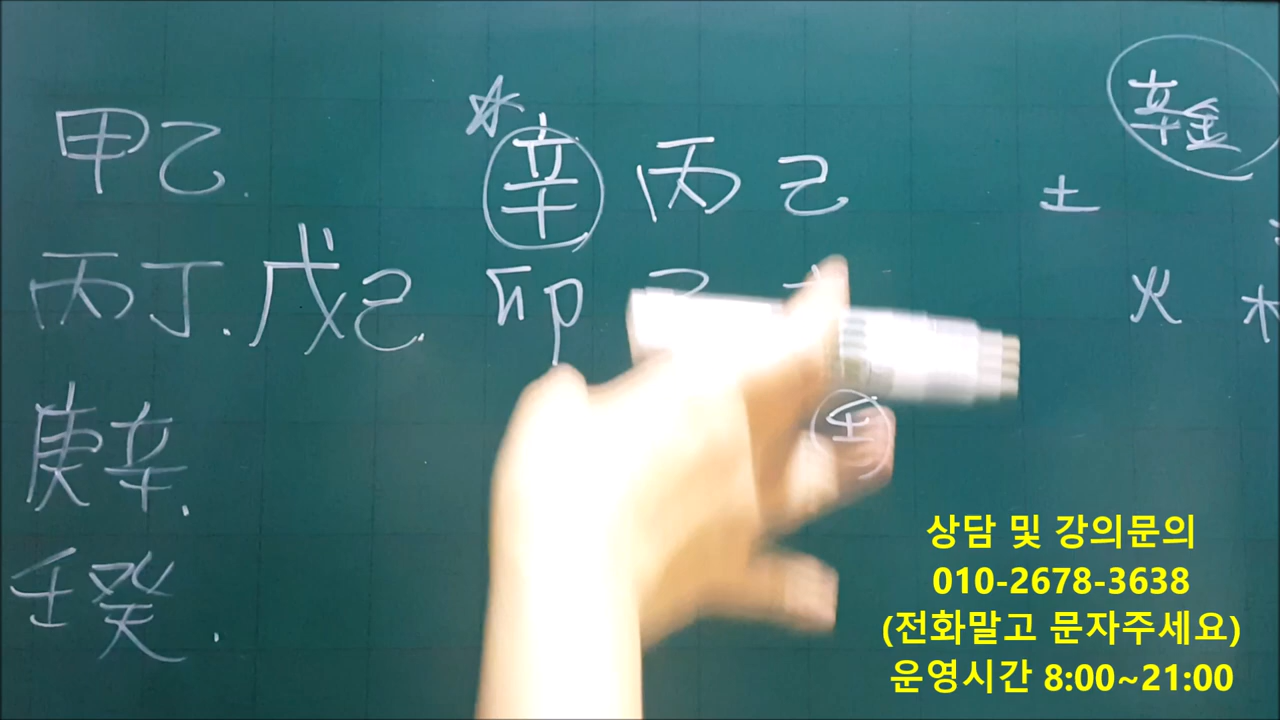 甲乙.
丙丁.戊己.
庚辛.
壬癸.
辛丙己
卯
壬
辛金
土
火 木
상담 및 강의문의
010-2678-3638
(전화말고 문자주세요)
운영시간 8:00~21:00